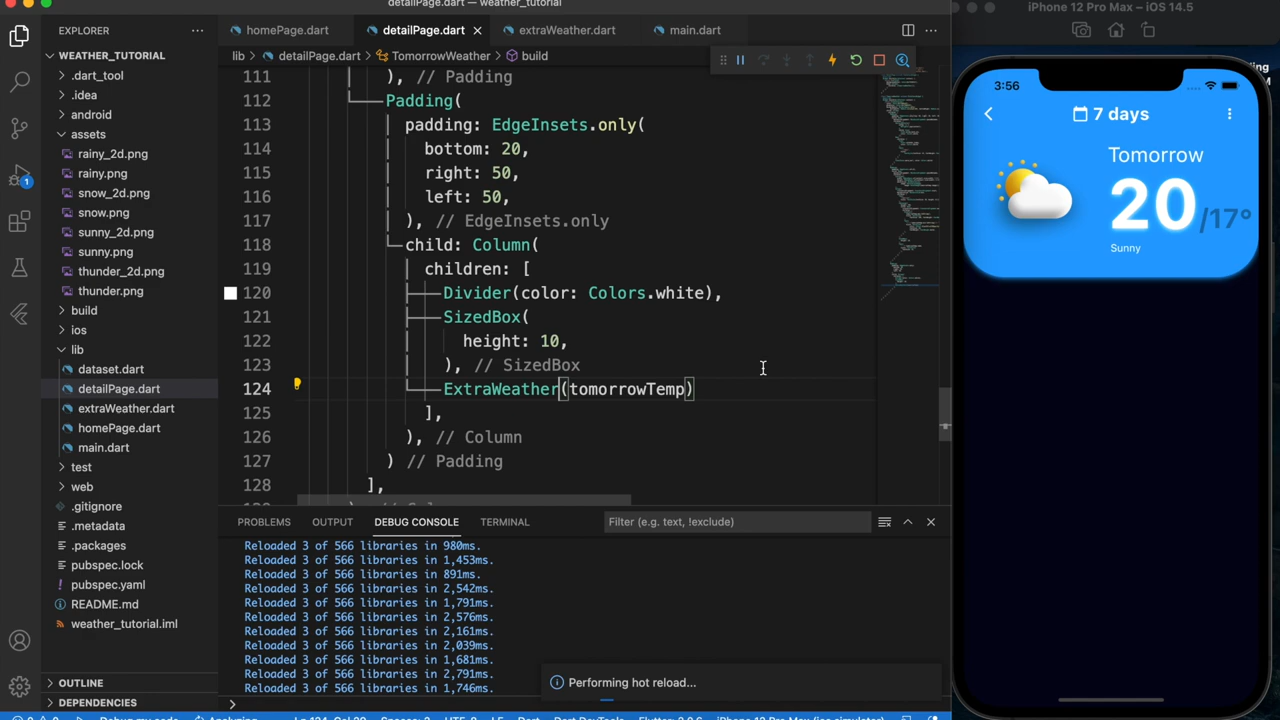 detailPage.dart — weather_tutorial
iPhone 12 Pro Max – iOS 14.5
EXPLORER
homePage.dart
detailPage.dart
extraWeather.dart
main.dart
WEATHER_TUTORIAL
lib
detailPage.dart
TomorrowWeather
build
.dart_tool
.idea
android
assets
rainy_2d.png
rainy.png
snow_2d.png
snow.png
sunny_2d.png
sunny.png
thunder_2d.png
thunder.png
build
ios
lib
dataset.dart
detailPage.dart
extraWeather.dart
homePage.dart
main.dart
test
web
.gitignore
.metadata
.packages
pubspec.lock
pubspec.yaml
README.md
weather_tutorial.iml
OUTLINE
DEPENDENCIES
1
111 ), // Padding
112 Padding(
113 padding: EdgeInsets.only(
114 bottom: 20,
115 right: 50,
116 left: 50,
117 ), // EdgeInsets.only
118 child: Column(
119 children: [
120 Divider(color: Colors.white),
121 SizedBox(
122 height: 10,
123 ), // SizedBox
124 ExtraWeather(tomorrowTemp)
125 ],
126 ), // Column
127 ) // Padding
128 ],
PROBLEMS
OUTPUT
DEBUG CONSOLE
TERMINAL
Filter (e.g. text, !exclude)
Reloaded 3 of 566 libraries in 980ms.
Reloaded 3 of 566 libraries in 1,453ms.
Reloaded 3 of 566 libraries in 891ms.
Reloaded 3 of 566 libraries in 2,542ms.
Reloaded 3 of 566 libraries in 1,791ms.
Reloaded 3 of 566 libraries in 2,576ms.
Reloaded 3 of 566 libraries in 2,161ms.
Reloaded 3 of 566 libraries in 2,039ms.
Reloaded 3 of 566 libraries in 1,681ms.
Reloaded 3 of 566 libraries in 2,791ms.
Reloaded 3 of 566 libraries in 1,746ms.
Performing hot reload...
3:56
7 days
Tomorrow
20/17°
Sunny